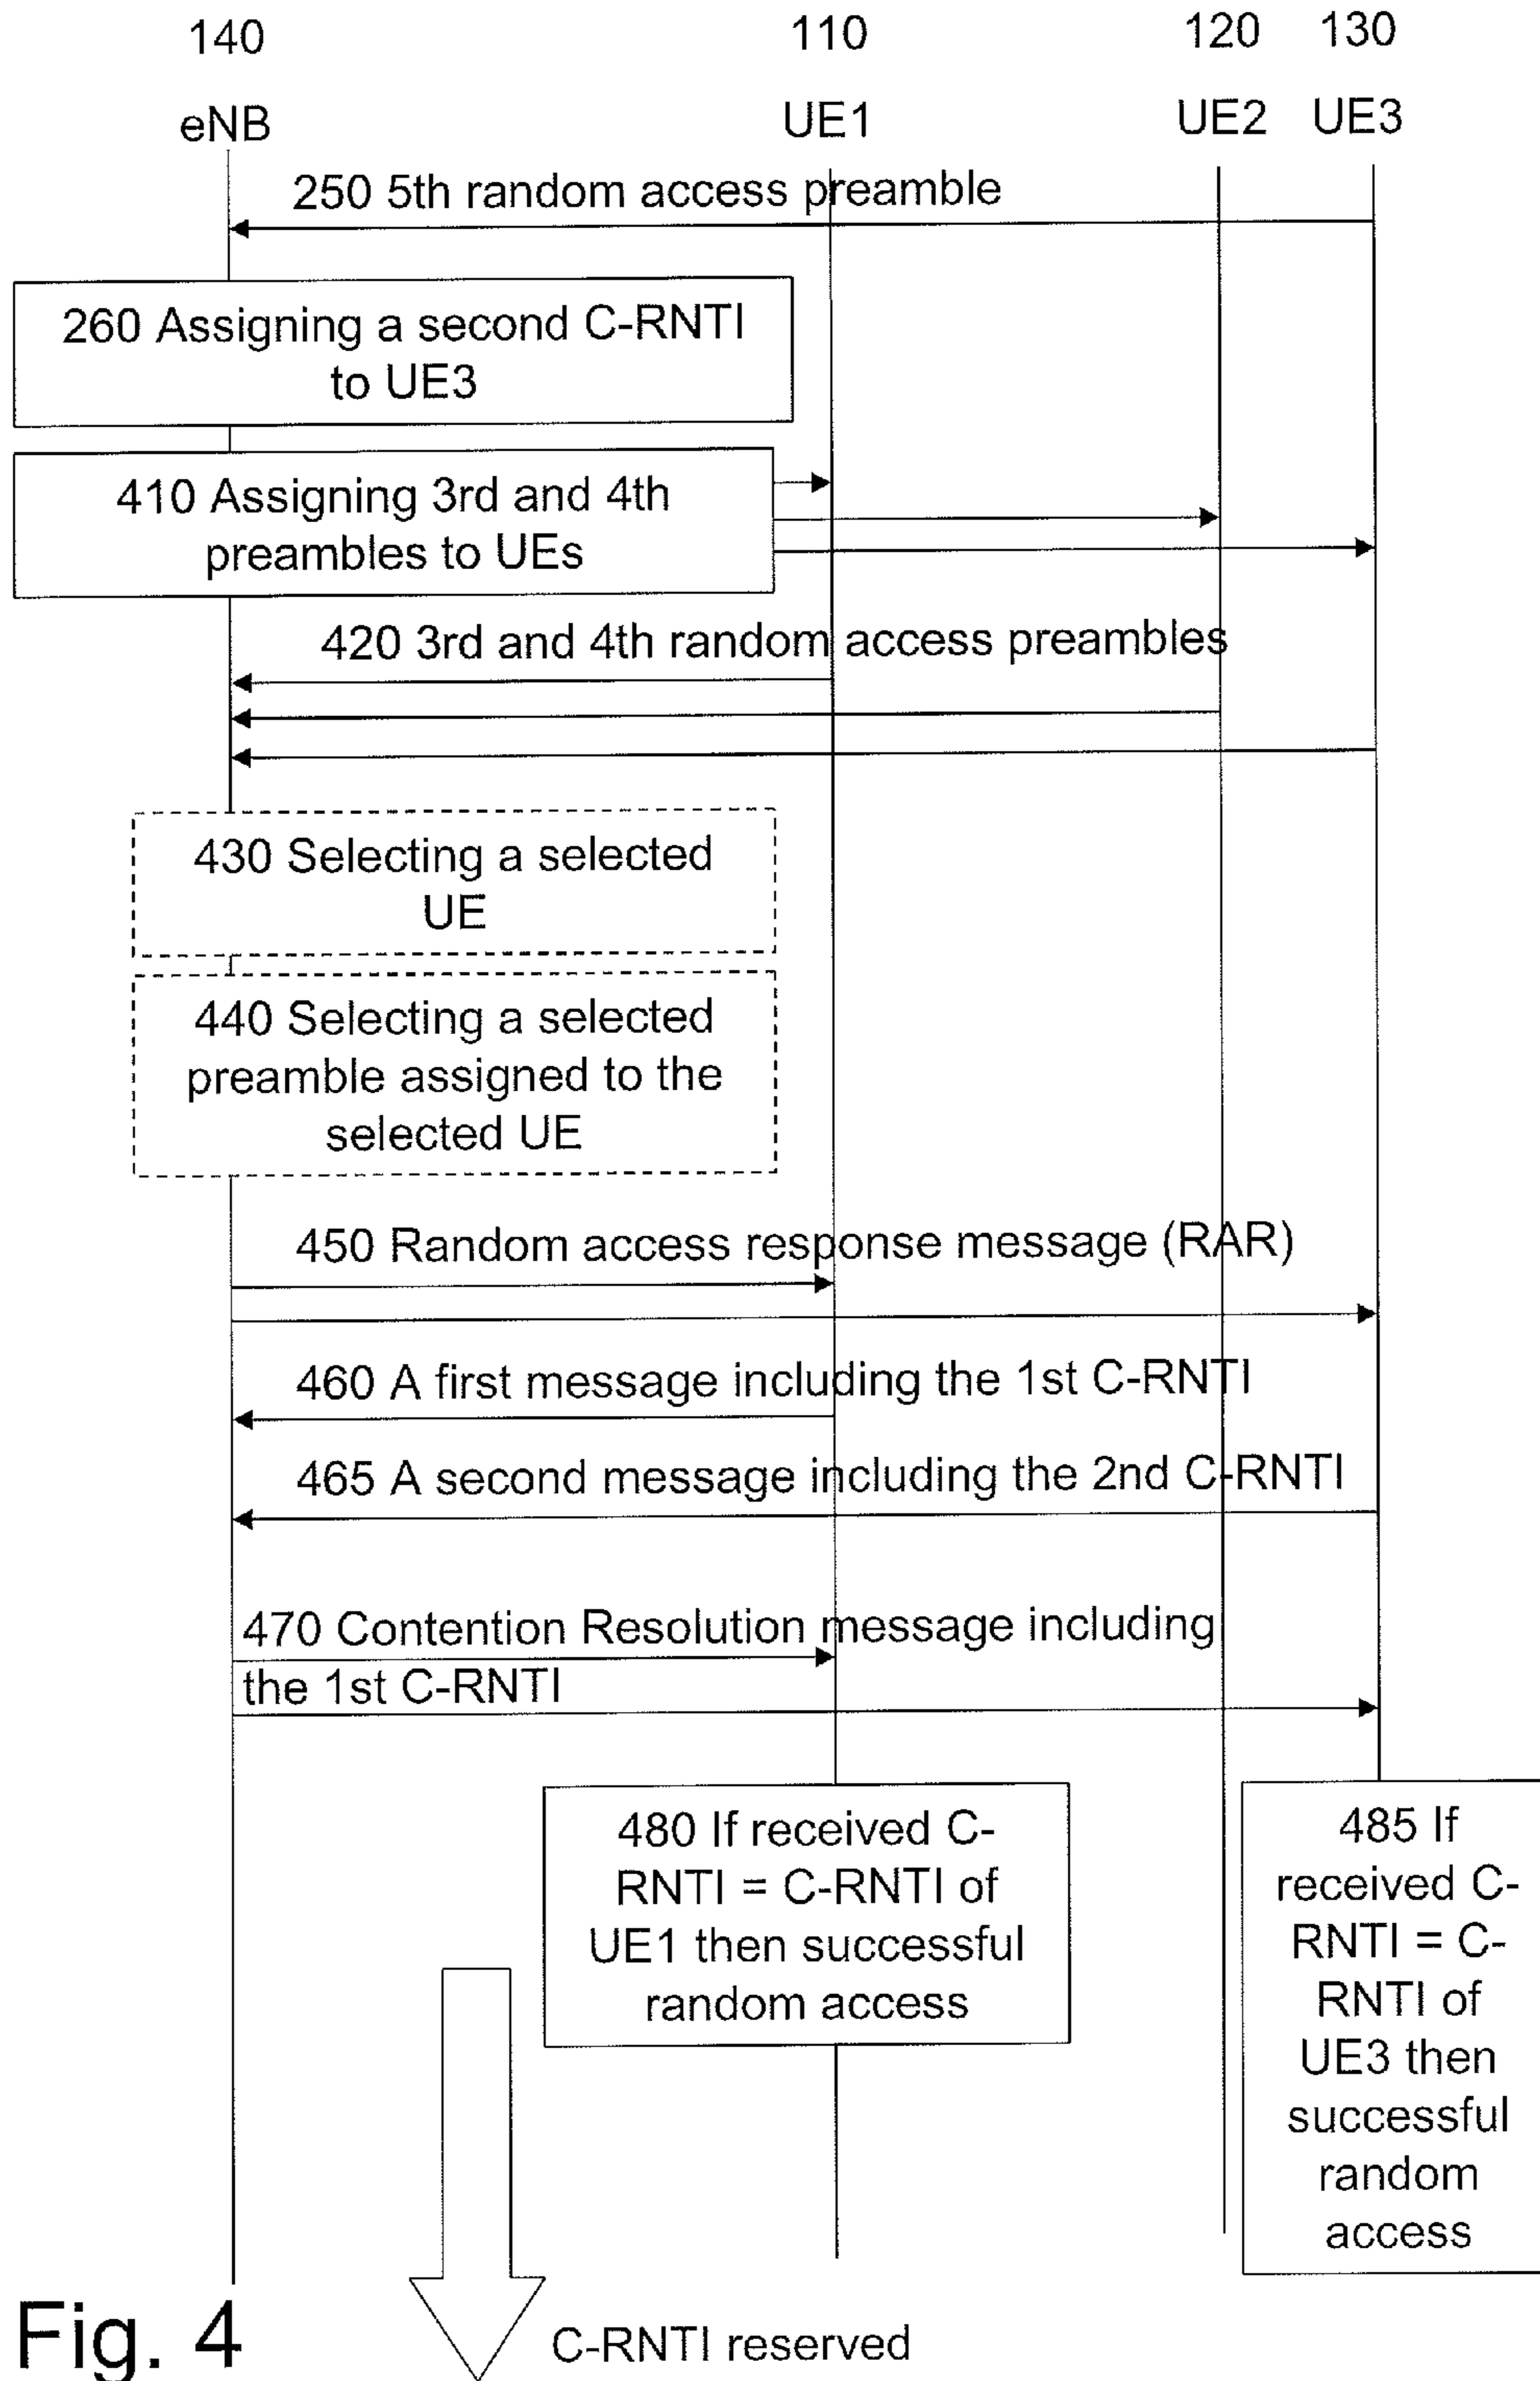 140 110 120 130
eNB UE1 UE2 UE3
250 5th random access preamble
260 Assigning a second C-RNTI
to UE3
410 Assigning 3rd and 4th
preambles to UEs
420 3rd and 4th random access preambles
430 Selecting a selected
UE
440 Selecting a selected
preamble assigned to the
selected UE
450 Random access response message (RAR)
460 A first message including the 1st C-RNTI
465 A second message including the 2nd C-RNTI
470 Contention Resolution message including
the 1st C-RNTI
480 If received C-
RNTI = C-RNTI of
UE1 then successful
random access
485 If
received C-
RNTI = C-
RNTI of
UE3 then
successful
random
access
C-RNTI reserved
Fig. 4